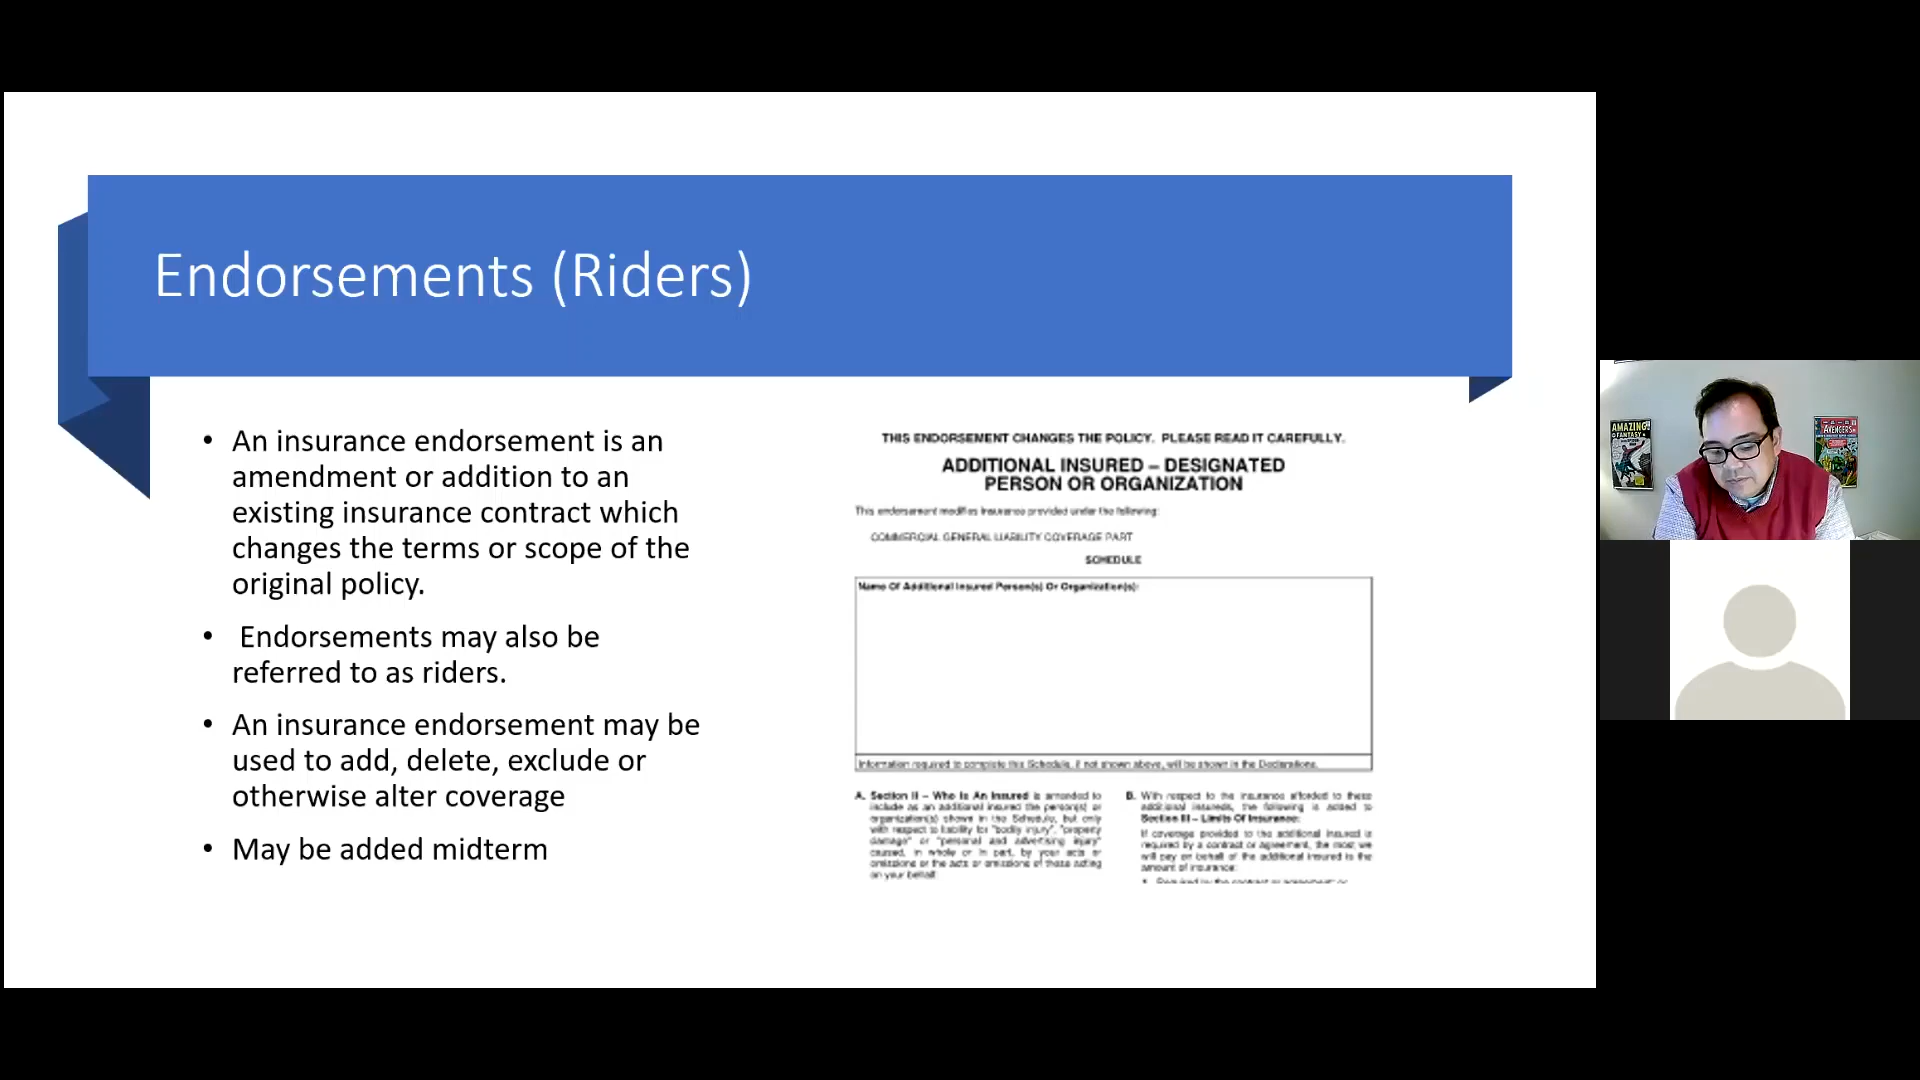 Endorsements (Riders)
• An insurance endorsement is an
amendment or addition to an
existing insurance contract which
changes the terms or scope of the
original policy.
• Endorsements may also be
referred to as riders.
• An insurance endorsement may be
used to add, delete, exclude or
otherwise alter coverage
• May be added midterm
THIS ENDORSEMENT CHANGES THE POLICY. PLEASE READ IT CAREFULLY.
ADDITIONAL INSURED – DESIGNATED
PERSON OR ORGANIZATION
This endorsement modifies insurance provided under the following:
COMMERCIAL GENERAL LIABILITY COVERAGE PART
SCHEDULE
Name Of Additional Insured Person(s) Or Organization(s):
Information required to complete this Schedule, if not shown above, will be shown in the Declarations.
A. Section II – Who Is An Insured is amended to
include as an additional insured the person(s) or
organization(s) shown in the Schedule, but only
with respect to liability for "bodily injury", "property
damage" or "personal and advertising injury"
caused, in whole or in part, by your acts or
omissions or the acts or omissions of those acting
on your behalf:
B. With respect to the insurance afforded to these
additional insureds, the following is added to
Section III – Limits Of Insurance:
If coverage provided to the additional insured is
required by a contract or agreement, the most we
will pay on behalf of the additional insured is the
amount of insurance:
1. Required by the contract or agreement; or
AMAZING
FANTASY
AVENGERS